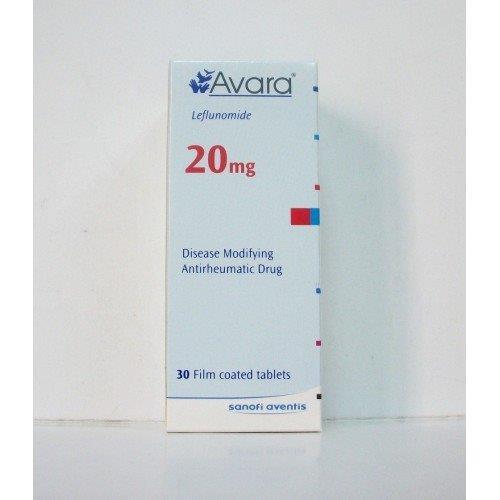 Avara®
Leflunomide
20mg
Disease Modifying
Antirheumatic Drug
30 Film coated tablets
sanofi aventis